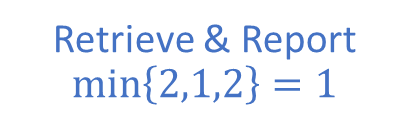 Retrieve & Report
min{2,1,2} = 1